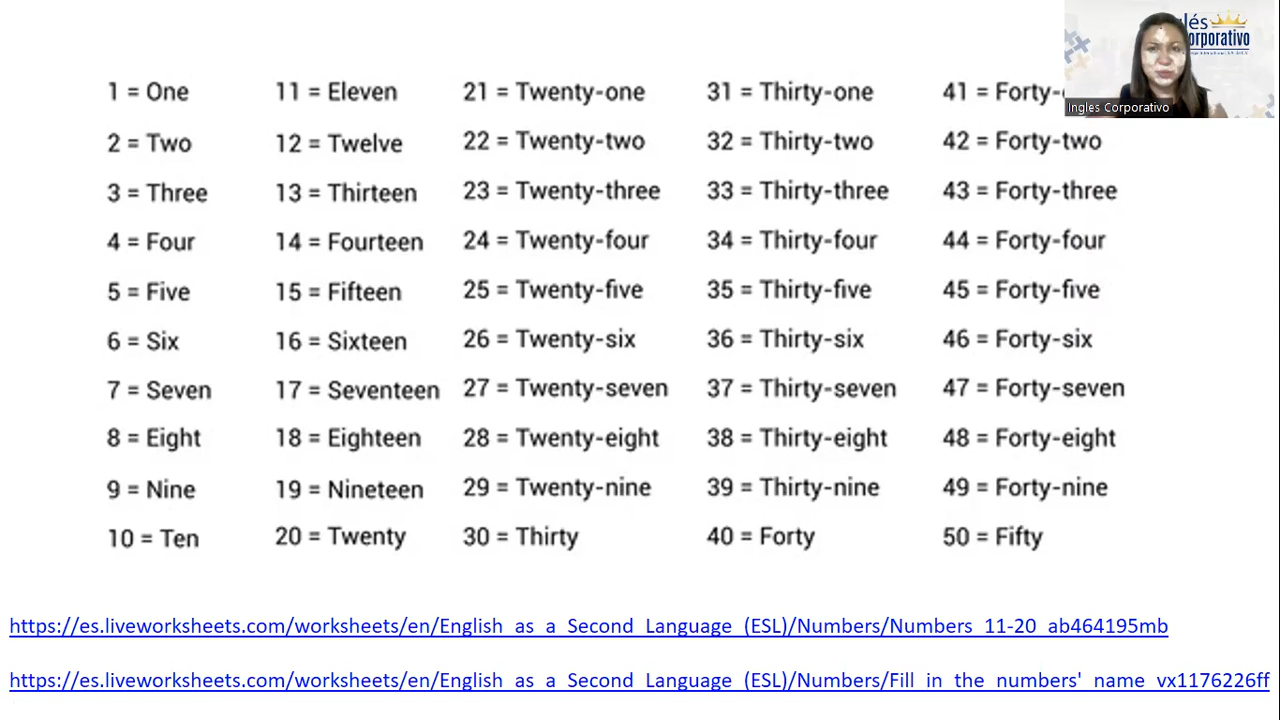 lés
orporativo
Ingles Corporativo
1 = One 11 = Eleven 21 = Twenty-one 31 = Thirty-one 41 = Forty-
2 = Two 12 = Twelve 22 = Twenty-two 32 = Thirty-two 42 = Forty-two
3 = Three 13 = Thirteen 23 = Twenty-three 33 = Thirty-three 43 = Forty-three
4 = Four 14 = Fourteen 24 = Twenty-four 34 = Thirty-four 44 = Forty-four
5 = Five 15 = Fifteen 25 = Twenty-five 35 = Thirty-five 45 = Forty-five
6 = Six 16 = Sixteen 26 = Twenty-six 36 = Thirty-six 46 = Forty-six
7 = Seven 17 = Seventeen 27 = Twenty-seven 37 = Thirty-seven 47 = Forty-seven
8 = Eight 18 = Eighteen 28 = Twenty-eight 38 = Thirty-eight 48 = Forty-eight
9 = Nine 19 = Nineteen 29 = Twenty-nine 39 = Thirty-nine 49 = Forty-nine
10 = Ten 20 = Twenty 30 = Thirty 40 = Forty 50 = Fifty
https://es.liveworksheets.com/worksheets/en/English_as_a_Second_Language_(ESL)/Numbers/Numbers_11-20_ab464195mb
https://es.liveworksheets.com/worksheets/en/English_as_a_Second_Language_(ESL)/Numbers/Fill_in_the_numbers'_name_vx1176226ff